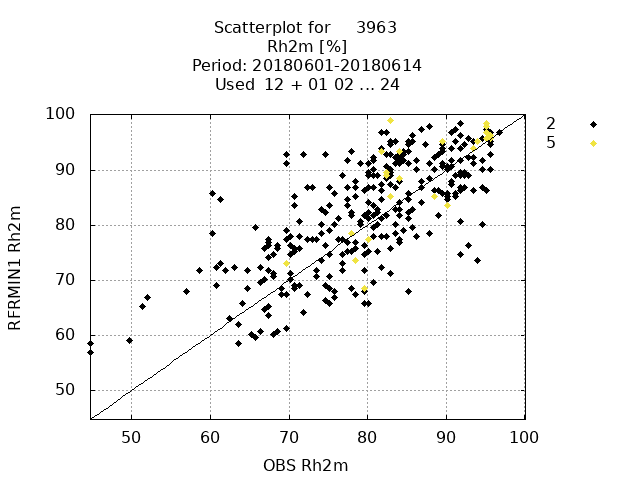 Scatterplot for 3963
Rh2m [%]
Period: 20180601-20180614
Used 12 + 01 02 ... 24
100
90
80
70
60
50
RFRMIN1 Rh2m
50 60 70 80 90 100
OBS Rh2m
2
5